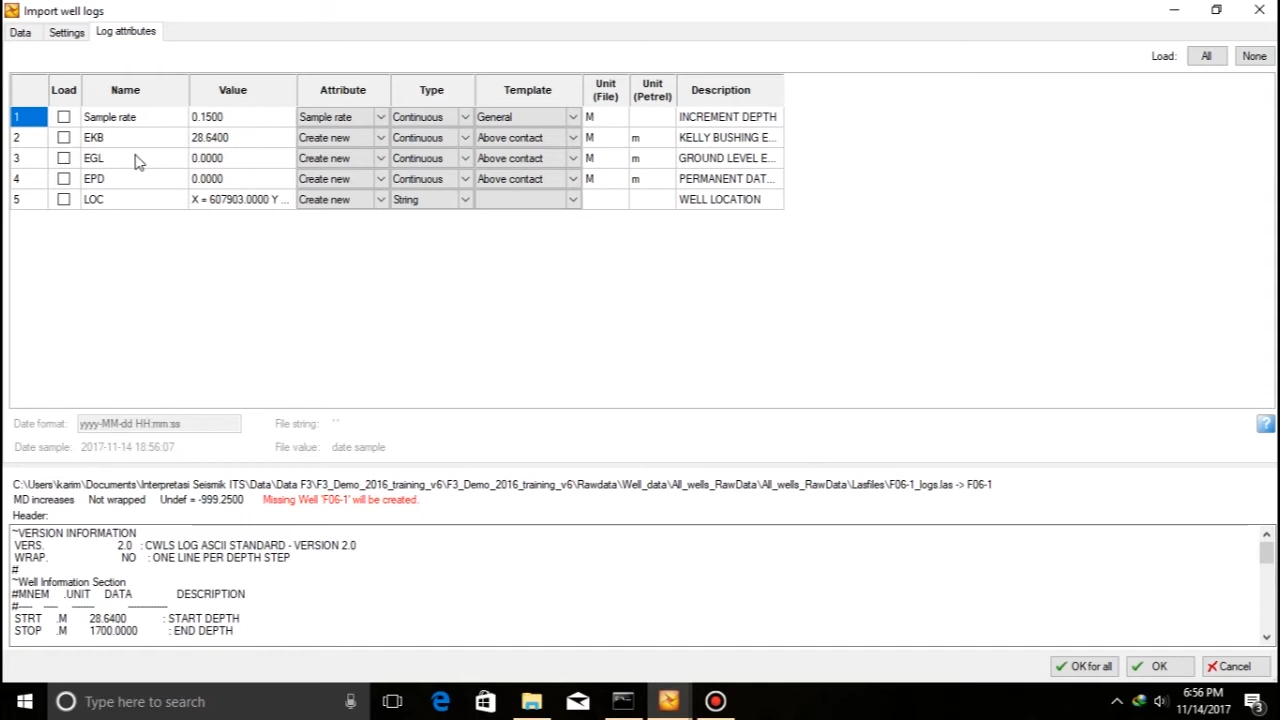 Import well logs
Data Settings Log attributes
Load: All None
Load Name Value Attribute Type Template Unit (File) Unit (Petrel) Description
1 Sample rate 0.1500 Sample rate Continuous General M INCREMENT DEPTH
2 EKB 28.6400 Create new Continuous Above contact M m KELLY BUSHING E...
3 EGL 0.0000 Create new Continuous Above contact M m GROUND LEVEL E...
4 EPD 0.0000 Create new Continuous Above contact M m PERMANENT DAT...
5 LOC X = 607903.0000 Y ... Create new String WELL LOCATION
Date format: yyyy-MM-dd HH:mm:ss File string: ''
Date sample: 2017-11-14 18:56:07 File value: date sample
C:\Users\karim\Documents\Interpretasi Seismik ITS\Data\Data F3\F3_Demo_2016_training_v6\F3_Demo_2016_training_v6\Rawdata\Well_data\All_wells_RawData\All_wells_RawData\Lasfiles\F06-1_logs.las -> F06-1
MD increases Not wrapped Undef = -999.2500 Missing Well 'F06-1' will be created.
Header:
~VERSION INFORMATION
VERS. 2.0 : CWLS LOG ASCII STANDARD - VERSION 2.0
WRAP. NO : ONE LINE PER DEPTH STEP
#
~Well Information Section
#MNEM .UNIT DATA DESCRIPTION
#---- ---- ------ -----------
STRT .M 28.6400 : START DEPTH
STOP .M 1700.0000 : END DEPTH
OK for all OK Cancel
Type here to search
6:56 PM
11/14/2017
3